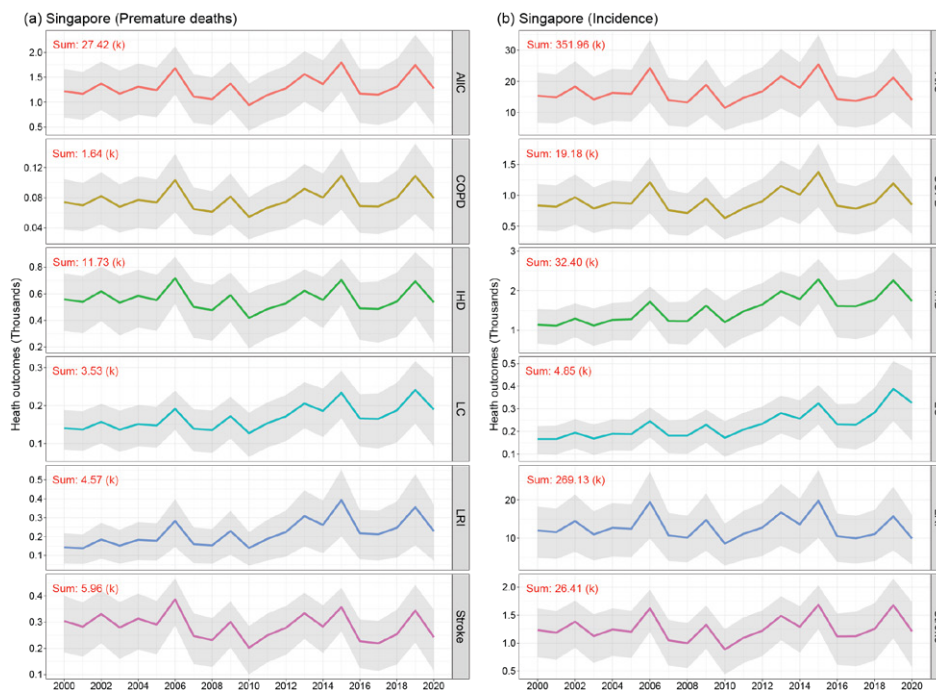 (a) Singapore (Premature deaths)
(b) Singapore (Incidence)
Heath outcomes (Thousands)
Sum: 27.42 (k)
2.0
1.5
1.0
0.5
AllC
Sum: 1.64 (k)
0.12
0.08
0.04
COPD
Sum: 11.73 (k)
0.8
0.6
0.4
0.2
IHD
Sum: 3.53 (k)
0.3
0.2
0.1
LC
Sum: 4.57 (k)
0.5
0.4
0.3
0.2
0.1
LRI
Sum: 5.96 (k)
0.4
0.3
0.2
0.1
Stroke
2000 2002 2004 2006 2008 2010 2012 2014 2016 2018 2020
Heath outcomes (Thousands)
Sum: 351.96 (k)
30
20
10
Sum: 19.18 (k)
1.5
1.0
0.5
Sum: 32.40 (k)
3
2
1
Sum: 4.85 (k)
0.5
0.4
0.3
0.2
0.1
Sum: 269.13 (k)
20
10
Sum: 26.41 (k)
2.0
1.5
1.0
0.5
2000 2002 2004 2006 2008 2010 2012 2014 2016 2018 2020